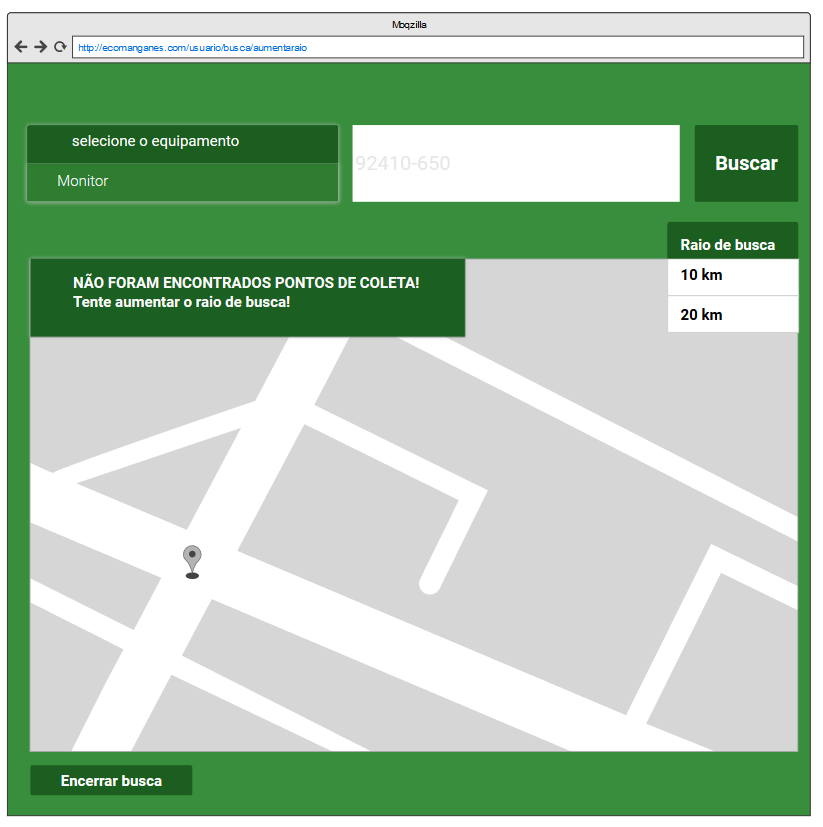 Moqzilla
http://ecomanganes.com/usuario/busca/aumentaraio
selecione o equipamento
Monitor
92410-650
Buscar
Raio de busca
10 km
20 km
NÃO FORAM ENCONTRADOS PONTOS DE COLETA!
Tente aumentar o raio de busca!
Encerrar busca